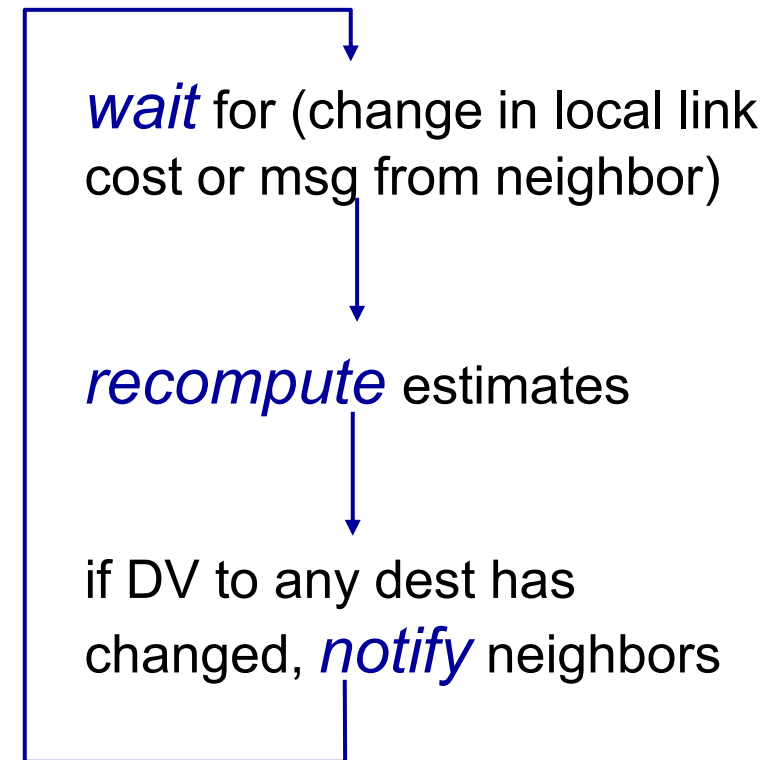 wait for (change in local link
cost or msg from neighbor)
recompute estimates
if DV to any dest has
changed, notify neighbors